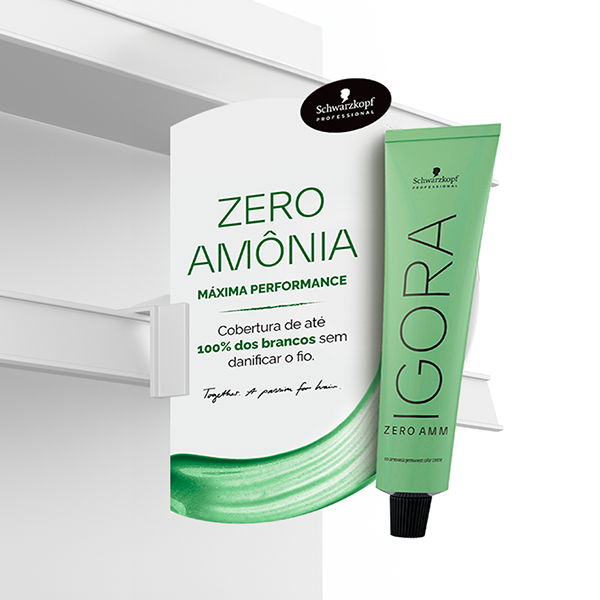 Schwarzkopf
PROFESSIONAL
ZERO
AMÔNIA
MÁXIMA PERFORMANCE
Cobertura de até
100% dos brancos sem
danificar o fio.
Together. A passion for hair.
Schwarzkopf
PROFESSIONAL
IGORA
ZERO AMM